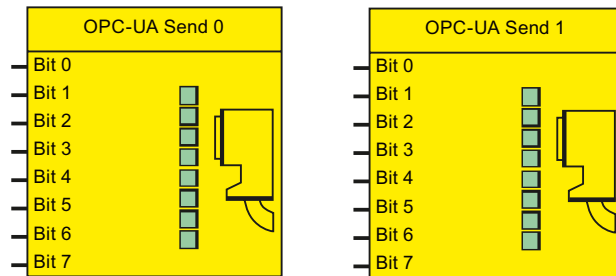 OPC-UA Send 0
Bit 0
Bit 1
Bit 2
Bit 3
Bit 4
Bit 5
Bit 6
Bit 7
OPC-UA Send 1
Bit 0
Bit 1
Bit 2
Bit 3
Bit 4
Bit 5
Bit 6
Bit 7